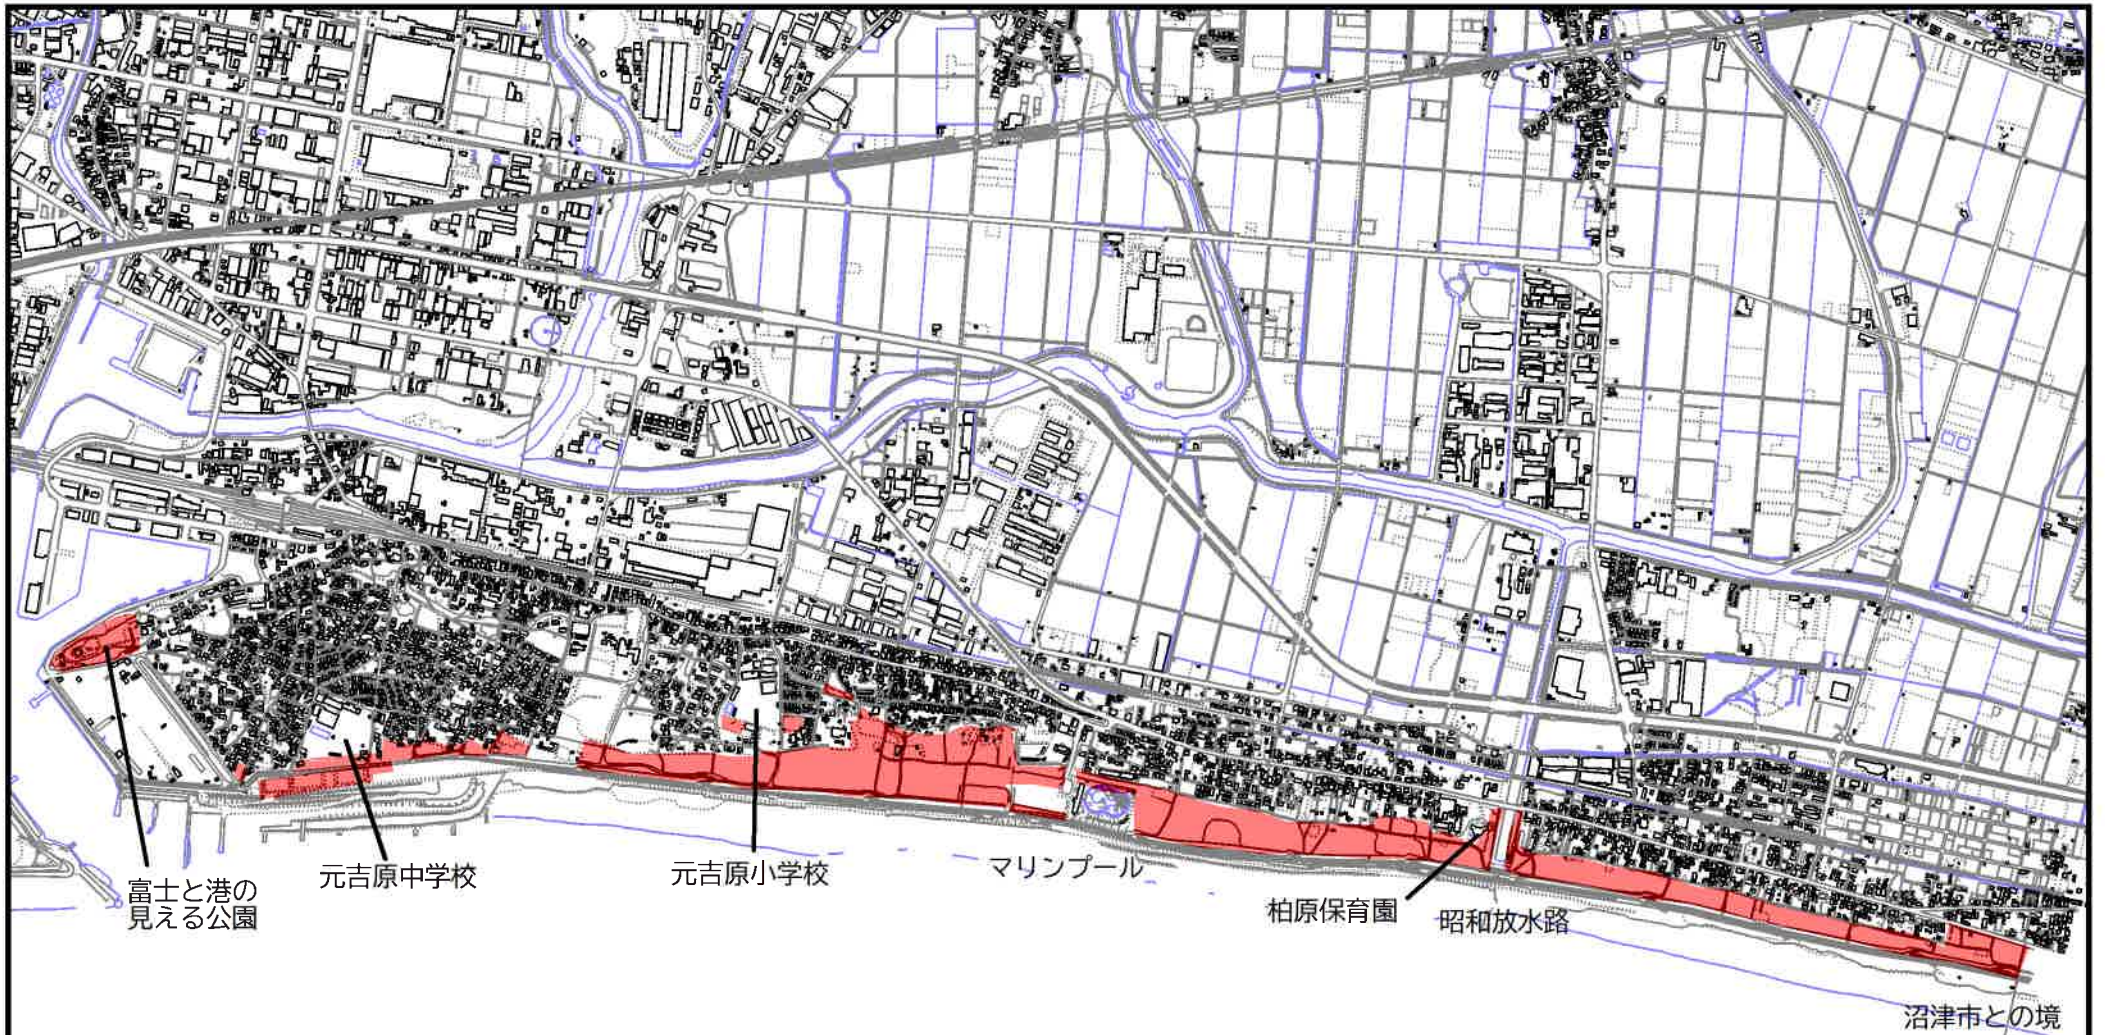 富士と港の
見える公園
元吉原中学校
元吉原小学校
マリンプール
柏原保育園
昭和放水路
沼津市との境